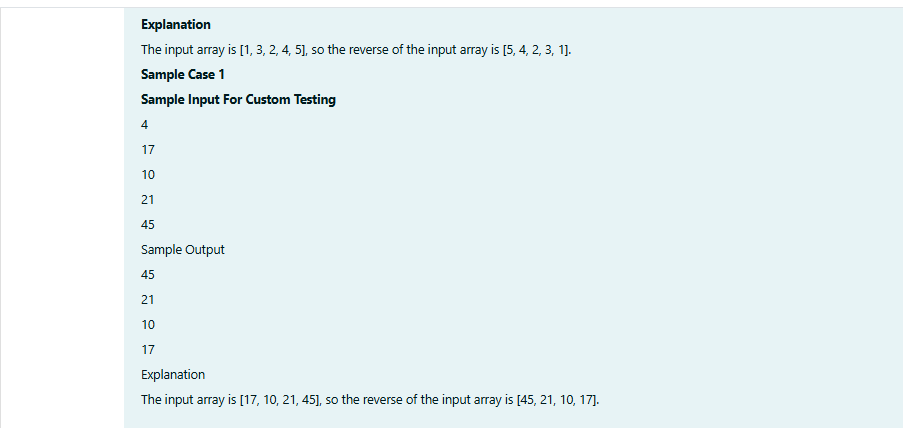 Explanation
The input array is [1, 3, 2, 4, 5], so the reverse of the input array is [5, 4, 2, 3, 1].
Sample Case 1
Sample Input For Custom Testing
4
17
10
21
45
Sample Output
45
21
10
17
Explanation
The input array is [17, 10, 21, 45], so the reverse of the input array is [45, 21, 10, 17].